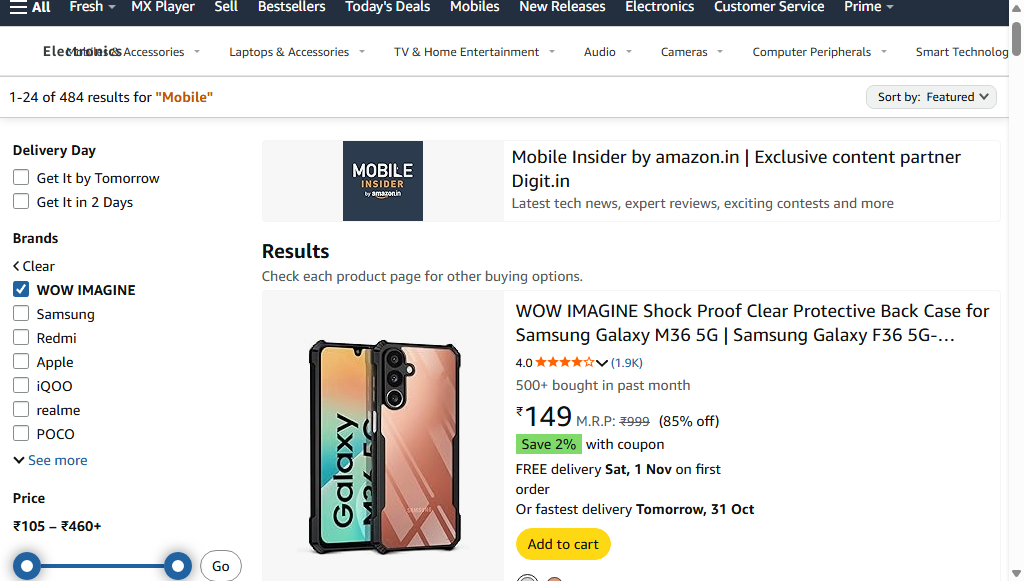 All Fresh MX Player Sell Bestsellers Today's Deals Mobiles New Releases Electronics Customer Service Prime
Electronics Mobiles & Accessories Laptops & Accessories TV & Home Entertainment Audio Cameras Computer Peripherals Smart Technolog
1-24 of 484 results for "Mobile"
Sort by: Featured
Delivery Day
Get It by Tomorrow
Get It in 2 Days
Brands
Clear
WOW IMAGINE
Samsung
Redmi
Apple
iQOO
realme
POCO
See more
Price
₹105 – ₹460+
Go
MOBILE
INSIDER
by amazon.in
Mobile Insider by amazon.in | Exclusive content partner
Digit.in
Latest tech news, expert reviews, exciting contests and more
Results
Check each product page for other buying options.
Galaxy
M36 5G
SAMSUNG
WOW IMAGINE Shock Proof Clear Protective Back Case for
Samsung Galaxy M36 5G | Samsung Galaxy F36 5G-…
4.0 (1.9K)
500+ bought in past month
₹149 M.R.P: ₹999 (85% off)
Save 2% with coupon
FREE delivery Sat, 1 Nov on first
order
Or fastest delivery Tomorrow, 31 Oct
Add to cart